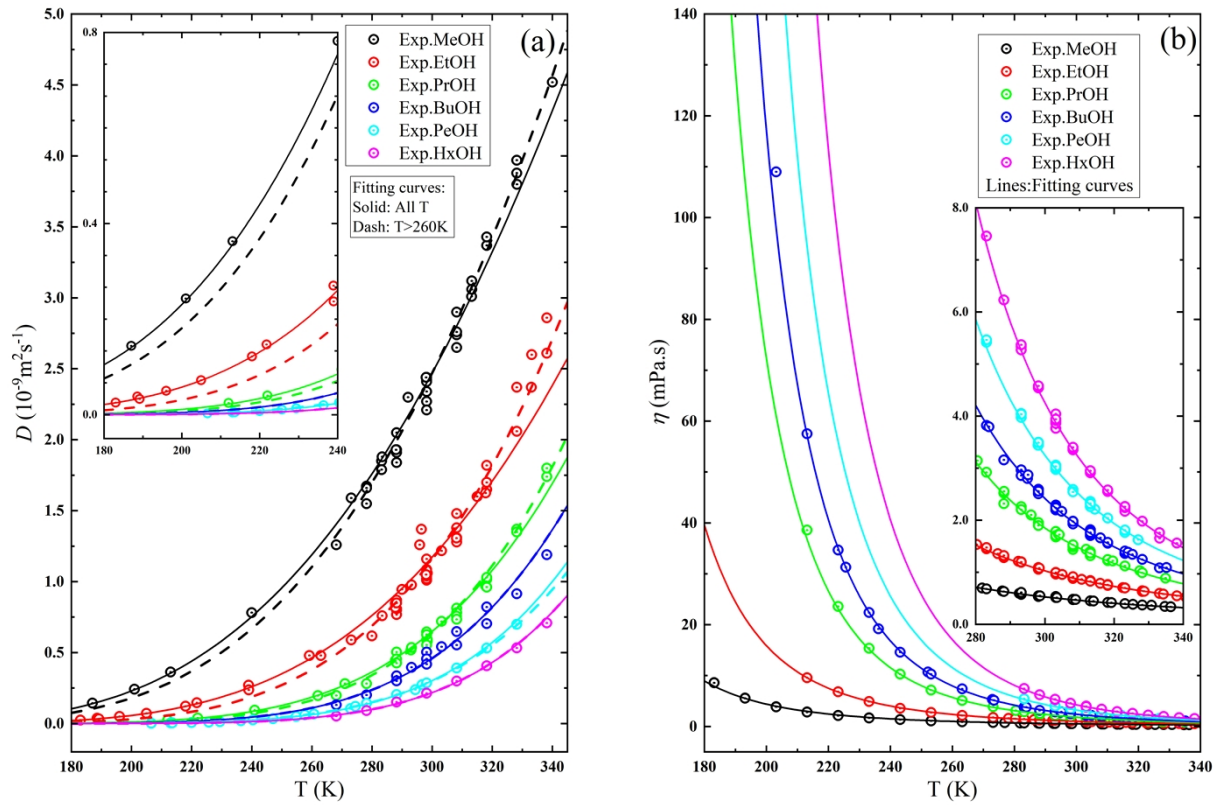 5.0
4.5
4.0
3.5
3.0
2.5
2.0
1.5
1.0
0.5
0.0
D (10⁻⁹m²s⁻¹)
180 200 220 240 260 280 300 320 340
T (K)
(a)
0.8
0.4
0.0
180 200 220 240
Exp.MeOH
Exp.EtOH
Exp.PrOH
Exp.BuOH
Exp.PeOH
Exp.HxOH
Fitting curves:
Solid: All T
Dash: T>260K
140
120
100
80
60
40
20
0
η (mPa.s)
180 200 220 240 260 280 300 320 340
T (K)
(b)
Exp.MeOH
Exp.EtOH
Exp.PrOH
Exp.BuOH
Exp.PeOH
Exp.HxOH
Lines:Fitting curves
8.0
6.0
4.0
2.0
0.0
280 300 320 340